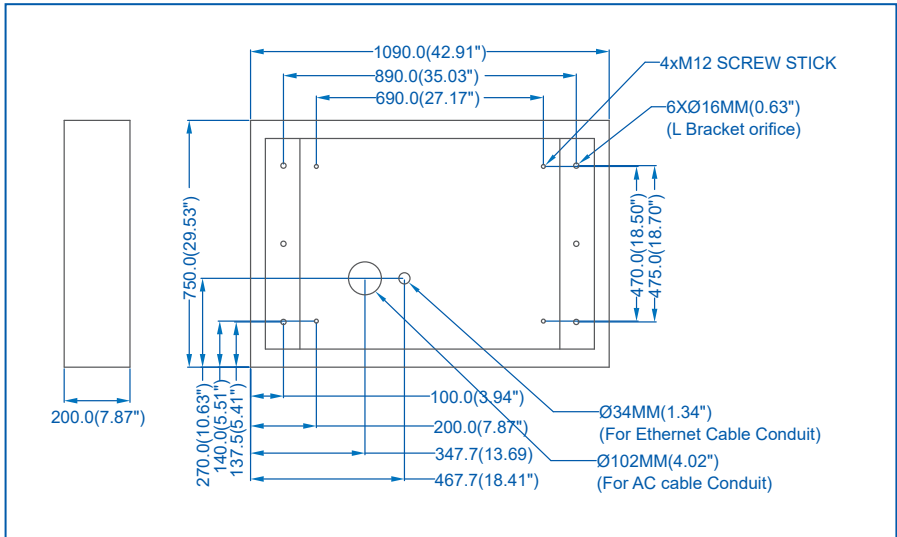 1090.0(42.91")
890.0(35.03")
690.0(27.17")
4xM12 SCREW STICK
6XØ16MM(0.63")
(L Bracket orifice)
750.0(29.53")
470.0(18.50")
475.0(18.70")
200.0(7.87")
270.0(10.63")
140.0(5.51")
137.5(5.41")
100.0(3.94")
200.0(7.87")
347.7(13.69)
467.7(18.41")
Ø34MM(1.34")
(For Ethernet Cable Conduit)
Ø102MM(4.02")
(For AC cable Conduit)